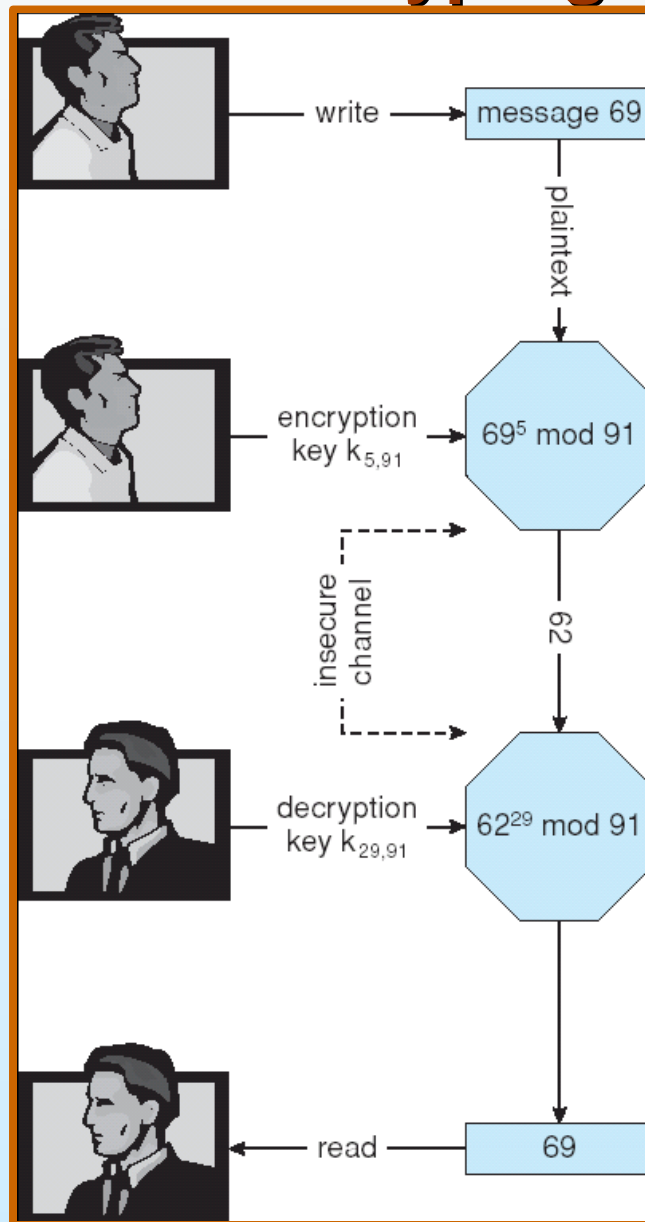 write
message 69
plaintext
encryption
key k₅,₉₁
69⁵ mod 91
insecure
channel
62
decryption
key k₂₉,₉₁
62²⁹ mod 91
read
69